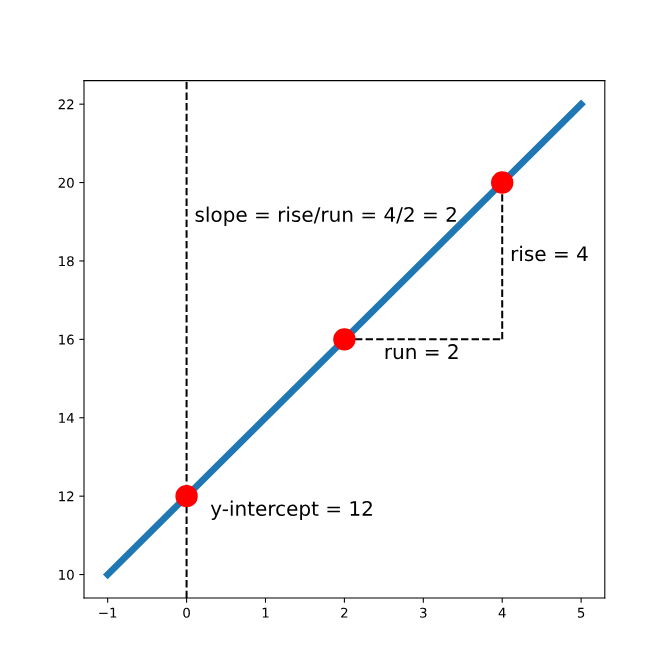 22
20
slope = rise/run = 4/2 = 2
18
rise = 4
16
run = 2
14
12
y-intercept = 12
10
−1 0 1 2 3 4 5